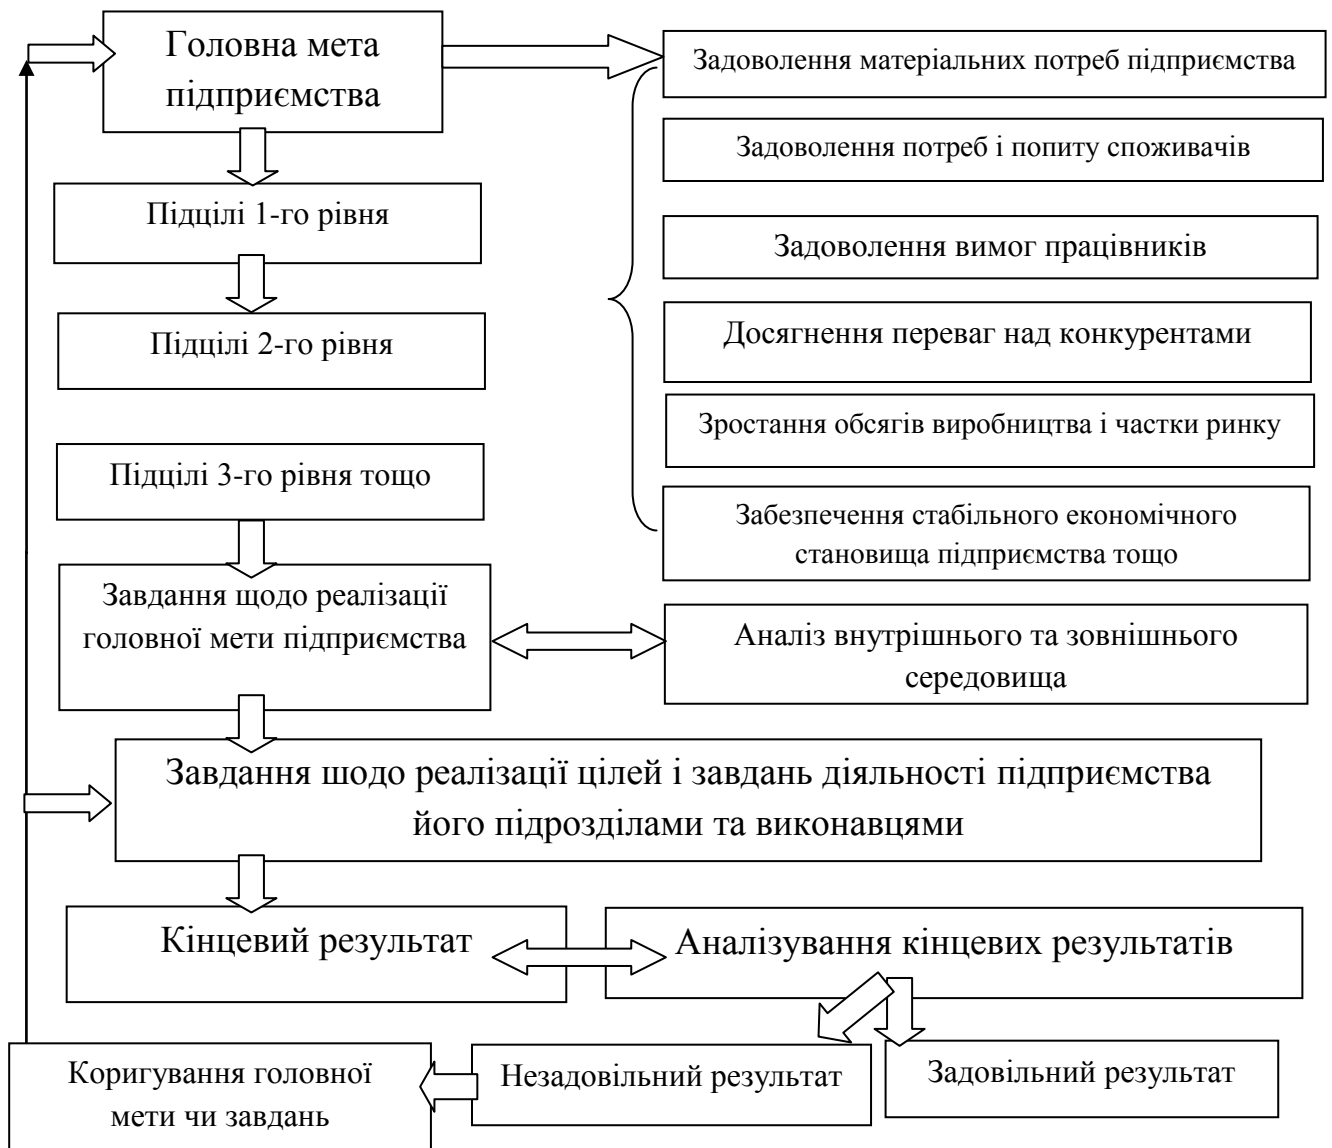 Головна мета
підприємства
Задоволення матеріальних потреб підприємства
Задоволення потреб і попиту споживачів
Підцілі 1-го рівня
Задоволення вимог працівників
Підцілі 2-го рівня
Досягнення переваг над конкурентами
Зростання обсягів виробництва і частки ринку
Підцілі 3-го рівня тощо
Забезпечення стабільного економічного
становища підприємства тощо
Завдання щодо реалізації
головної мети підприємства
Аналіз внутрішнього та зовнішнього
середовища
Завдання шодо реалізації цілей і завдань діяльності підприємства
його підрозділами та виконавцями
Кінцевий результат
Аналізування кінцевих результатів
Коригування головної
мети чи завдань
Незадовільний результат
Задовільний результат